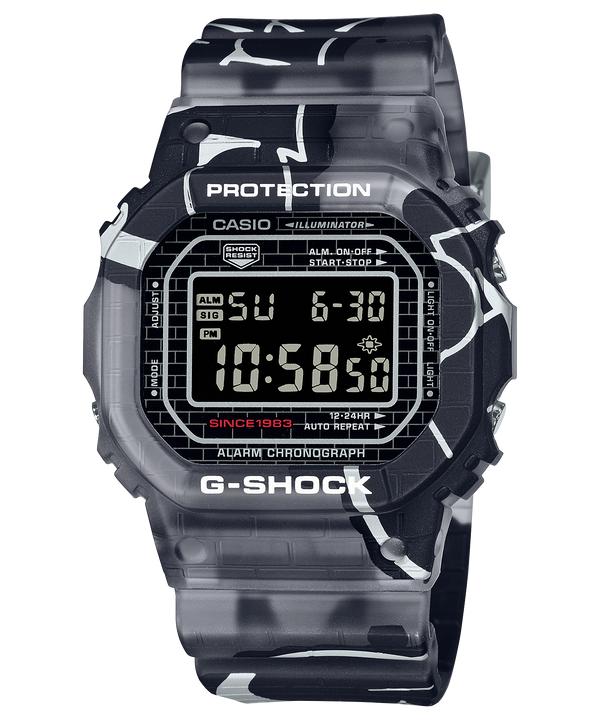 PROTECTION
CASIO ILLUMINATOR
SHOCK
RESIST
ALM. ON·OFF
START·STOP
ADJUST
MODE
LIGHT ON·OFF
LIGHT
ALM
SIG
SU 6-30
PM
10:58 50
SINCE1983
12·24HR
AUTO REPEAT
ALARM CHRONOGRAPH
G-SHOCK